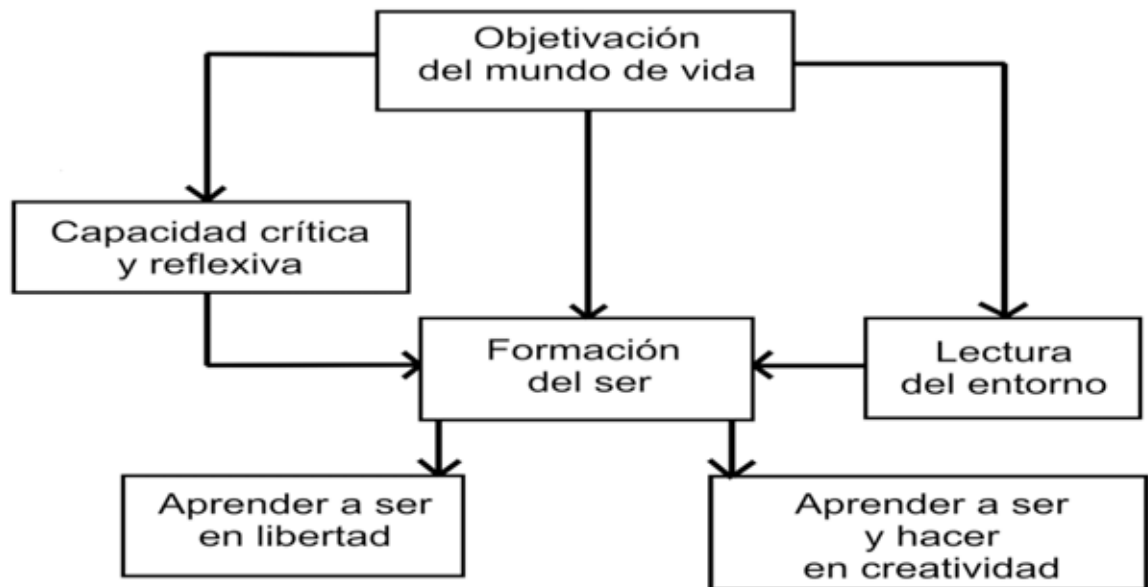 Objetivación
del mundo de vida
Capacidad crítica
y reflexiva
Formación
del ser
Lectura
del entorno
Aprender a ser
en libertad
Aprender a ser
y hacer
en creatividad